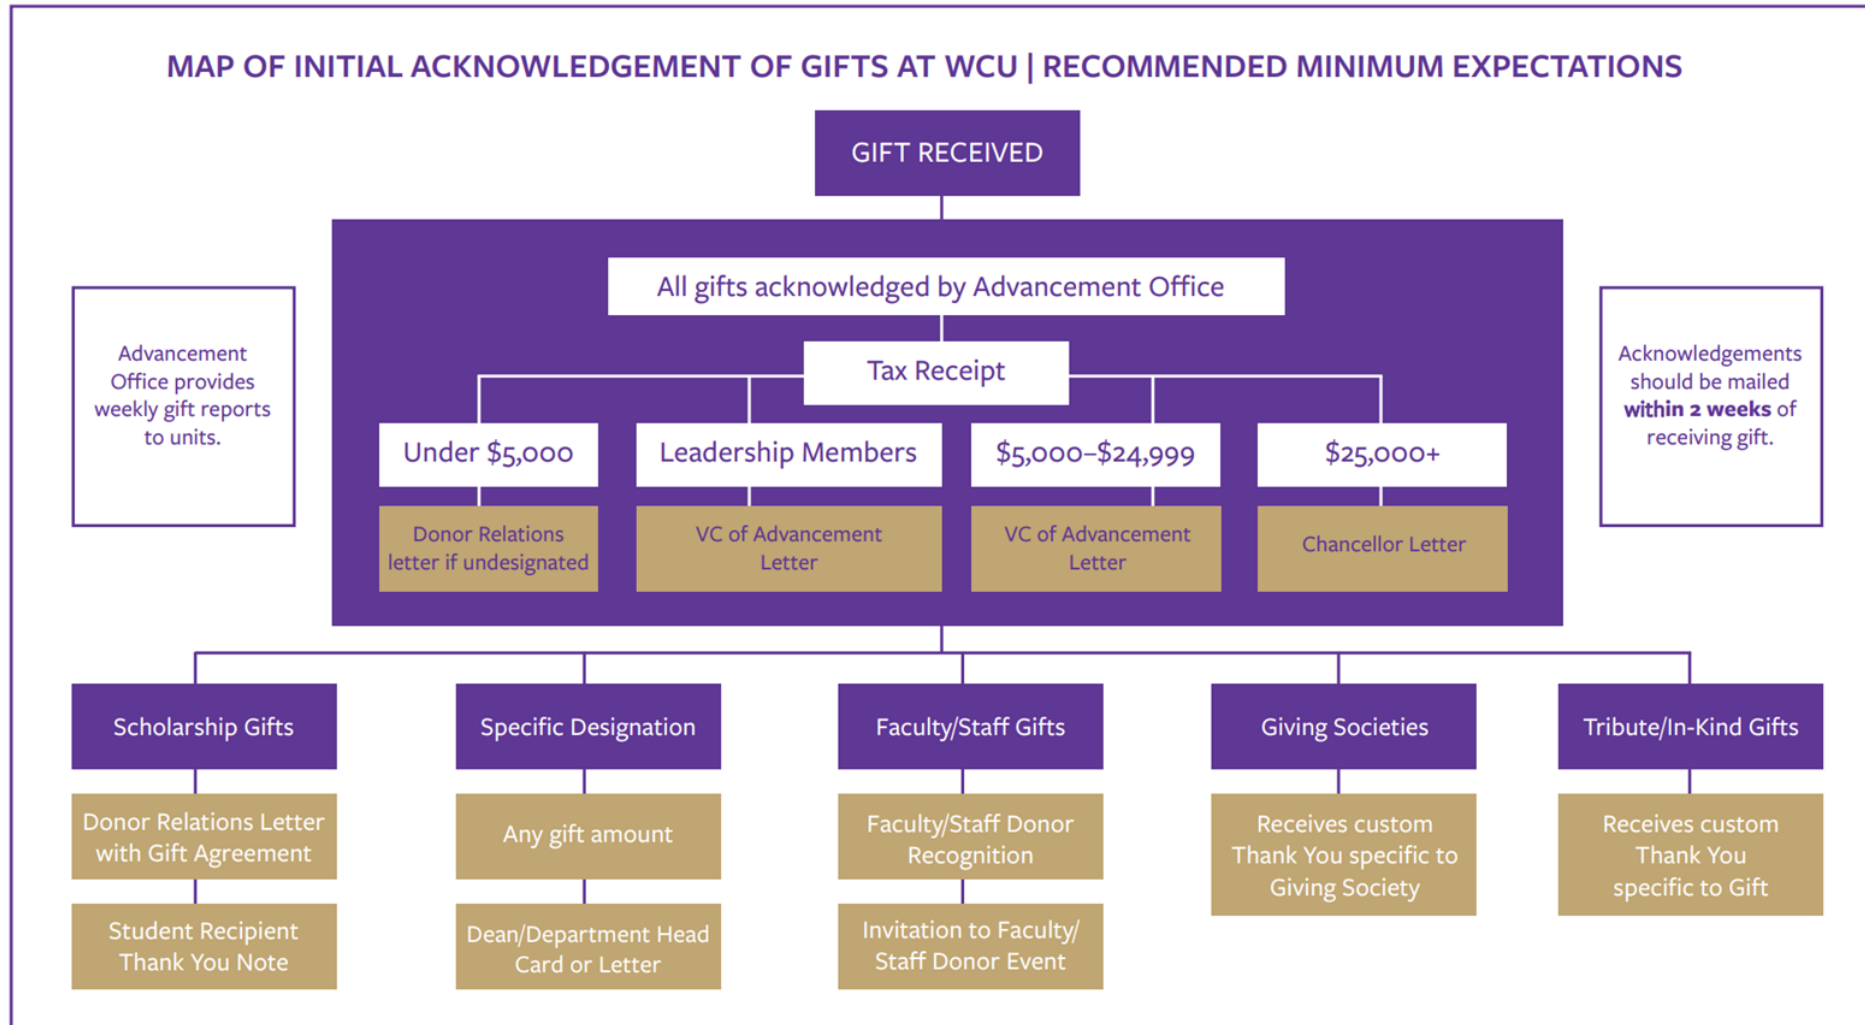 MAP OF INITIAL ACKNOWLEDGEMENT OF GIFTS AT WCU | RECOMMENDED MINIMUM EXPECTATIONS
GIFT RECEIVED
All gifts acknowledged by Advancement Office
Tax Receipt
Advancement
Office provides
weekly gift reports
to units.
Acknowledgements
should be mailed
within 2 weeks of
receiving gift.
Under $5,000
Leadership Members
$5,000–$24,999
$25,000+
Donor Relations
letter if undesignated
VC of Advancement
Letter
VC of Advancement
Letter
Chancellor Letter
Scholarship Gifts
Specific Designation
Faculty/Staff Gifts
Giving Societies
Tribute/In-Kind Gifts
Donor Relations Letter
with Gift Agreement
Any gift amount
Faculty/Staff Donor
Recognition
Receives custom
Thank You specific to
Giving Society
Receives custom
Thank You
specific to Gift
Student Recipient
Thank You Note
Dean/Department Head
Card or Letter
Invitation to Faculty/
Staff Donor Event